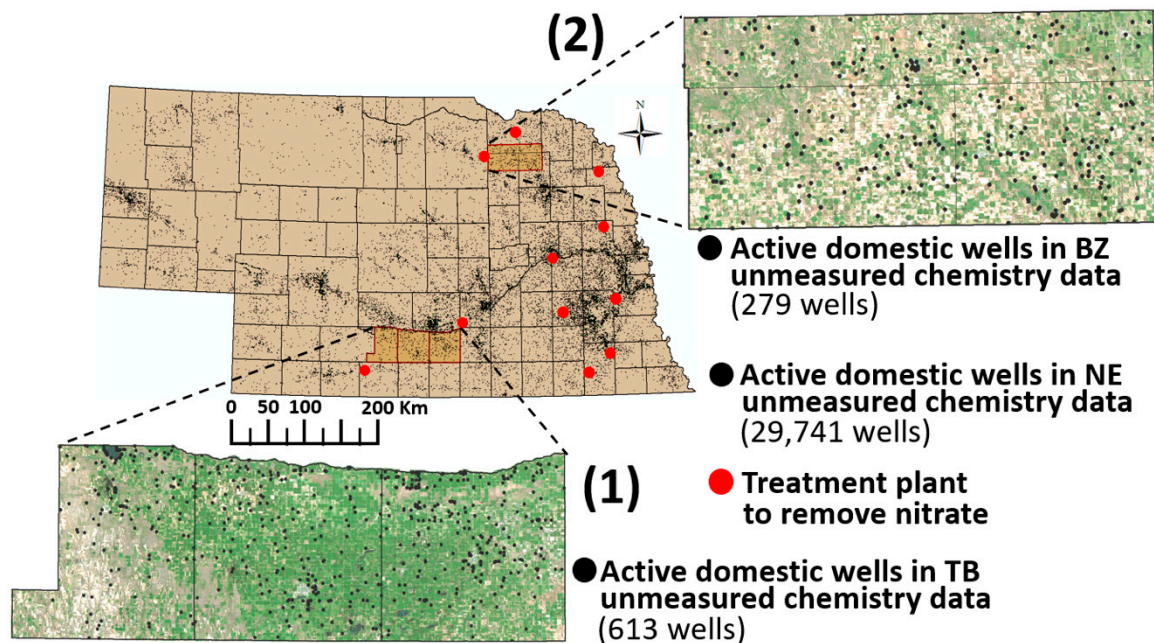 (2)
N
Active domestic wells in BZ
unmeasured chemistry data
(279 wells)
Active domestic wells in NE
unmeasured chemistry data
(29,741 wells)
0 50 100 200 Km
(1)
Treatment plant
to remove nitrate
Active domestic wells in TB
unmeasured chemistry data
(613 wells)